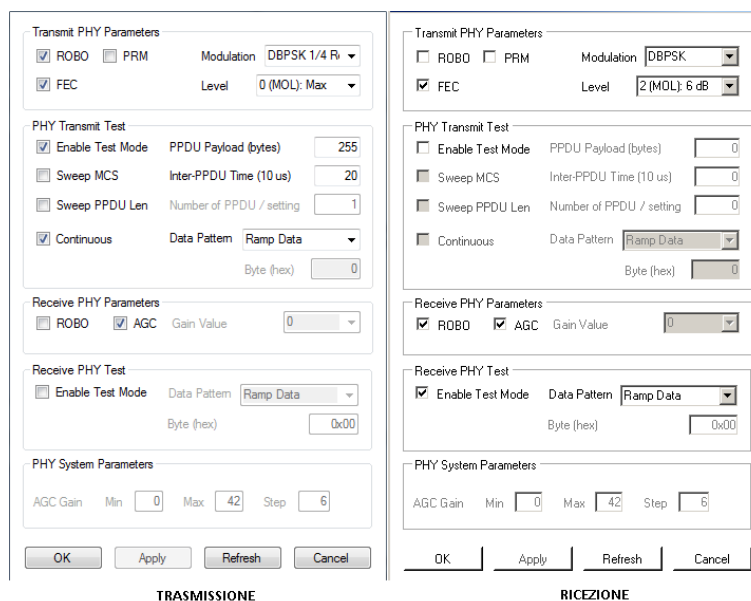 Transmit PHY Parameters
ROBO PRM Modulation DBPSK 1/4 R
FEC Level 0 (MOL): Max
PHY Transmit Test
Enable Test Mode PPDU Payload (bytes) 255
Sweep MCS Inter-PPDU Time (10 us) 20
Sweep PPDU Len Number of PPDU / setting 1
Continuous Data Pattern Ramp Data
Byte (hex) 0
Receive PHY Parameters
ROBO AGC Gain Value 0
Receive PHY Test
Enable Test Mode Data Pattern Ramp Data
Byte (hex) 0x00
PHY System Parameters
AGC Gain Min 0 Max 42 Step 6
OK Apply Refresh Cancel
TRASMISSIONE
Transmit PHY Parameters
ROBO PRM Modulation DBPSK
FEC Level 2 (MOL): 6 dB
PHY Transmit Test
Enable Test Mode PPDU Payload (bytes) 0
Sweep MCS Inter-PPDU Time (10 us) 0
Sweep PPDU Len Number of PPDU / setting 0
Continuous Data Pattern Ramp Data
Byte (hex) 0
Receive PHY Parameters
ROBO AGC Gain Value 0
Receive PHY Test
Enable Test Mode Data Pattern Ramp Data
Byte (hex) 0x00
PHY System Parameters
AGC Gain Min 0 Max 42 Step 6
OK Apply Refresh Cancel
RICEZIONE